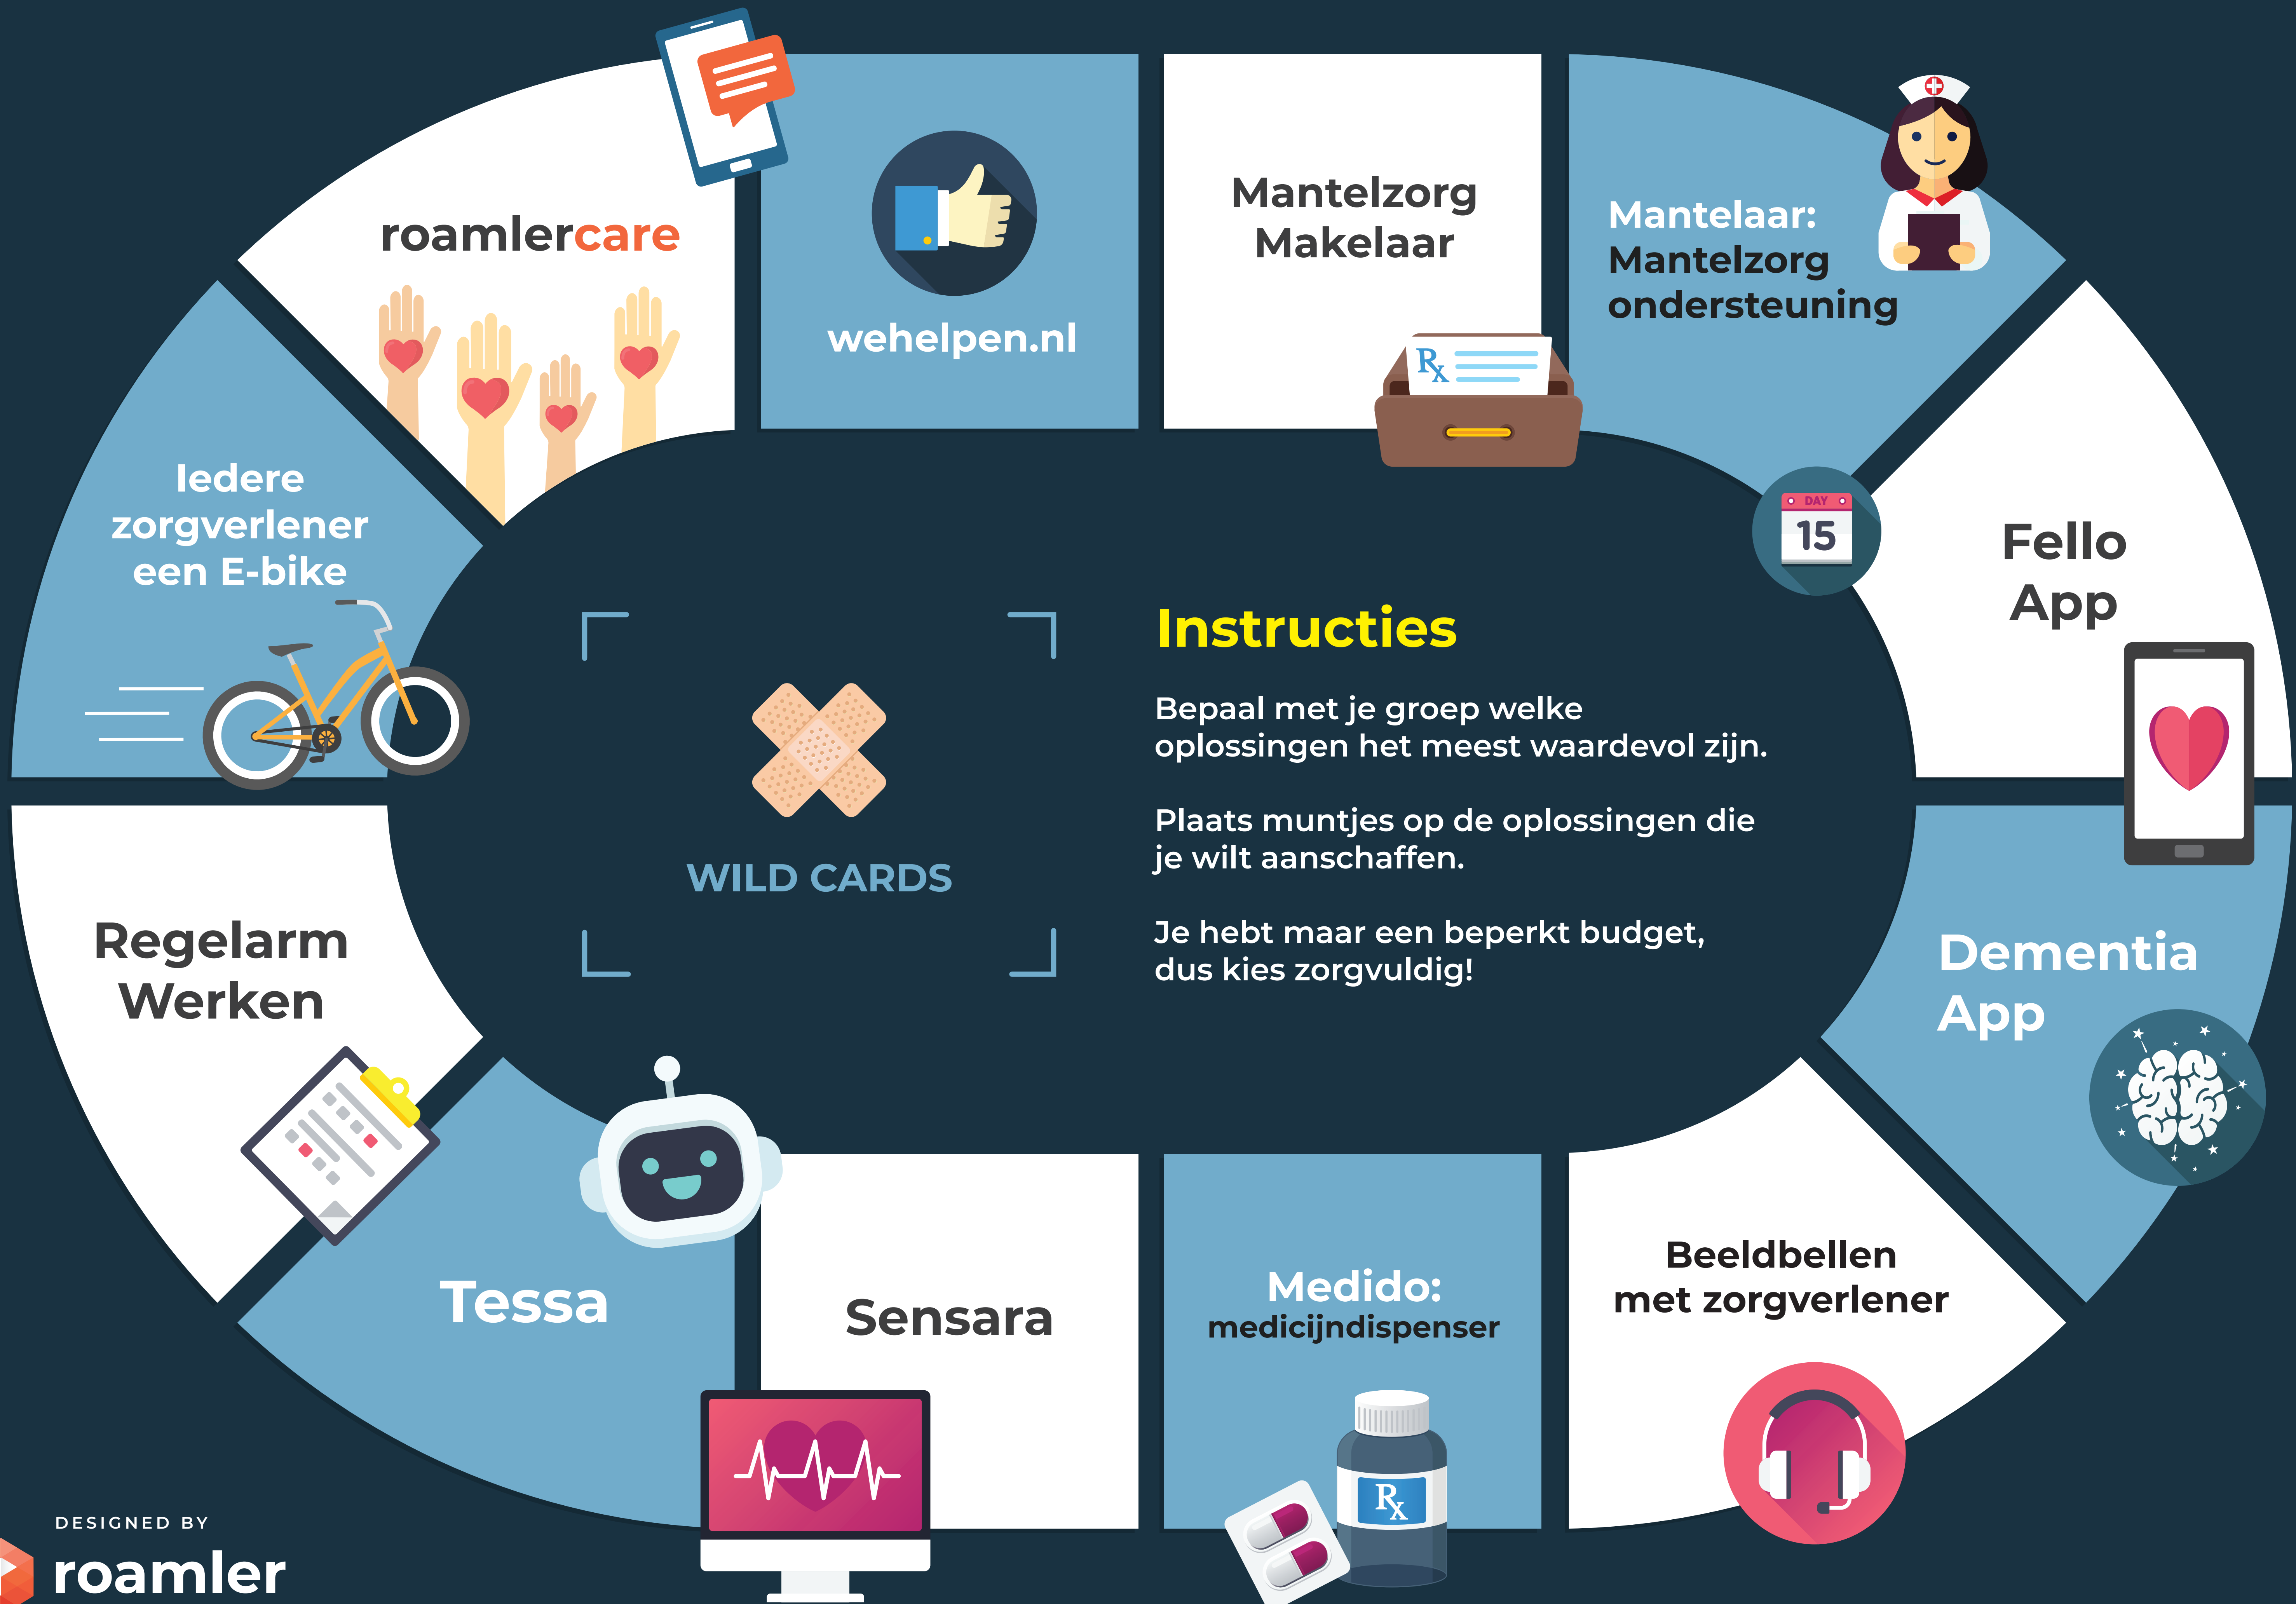 roamlercare
wehelpen.nl
Mantelzorg
Makelaar
Rx
Mantelaar:
Mantelzorg
ondersteuning
DAY
15
Fello
App
Dementia
App
Beeldbellen
met zorgverlener
Medido:
medicijndispenser
Rx
Sensara
Tessa
Regelarm
Werken
Iedere
zorgverlener
een E-bike
WILD CARDS
Instructies
Bepaal met je groep welke
oplossingen het meest waardevol zijn.
Plaats muntjes op de oplossingen die
je wilt aanschaffen.
Je hebt maar een beperkt budget,
dus kies zorgvuldig!
DESIGNED BY
roamler